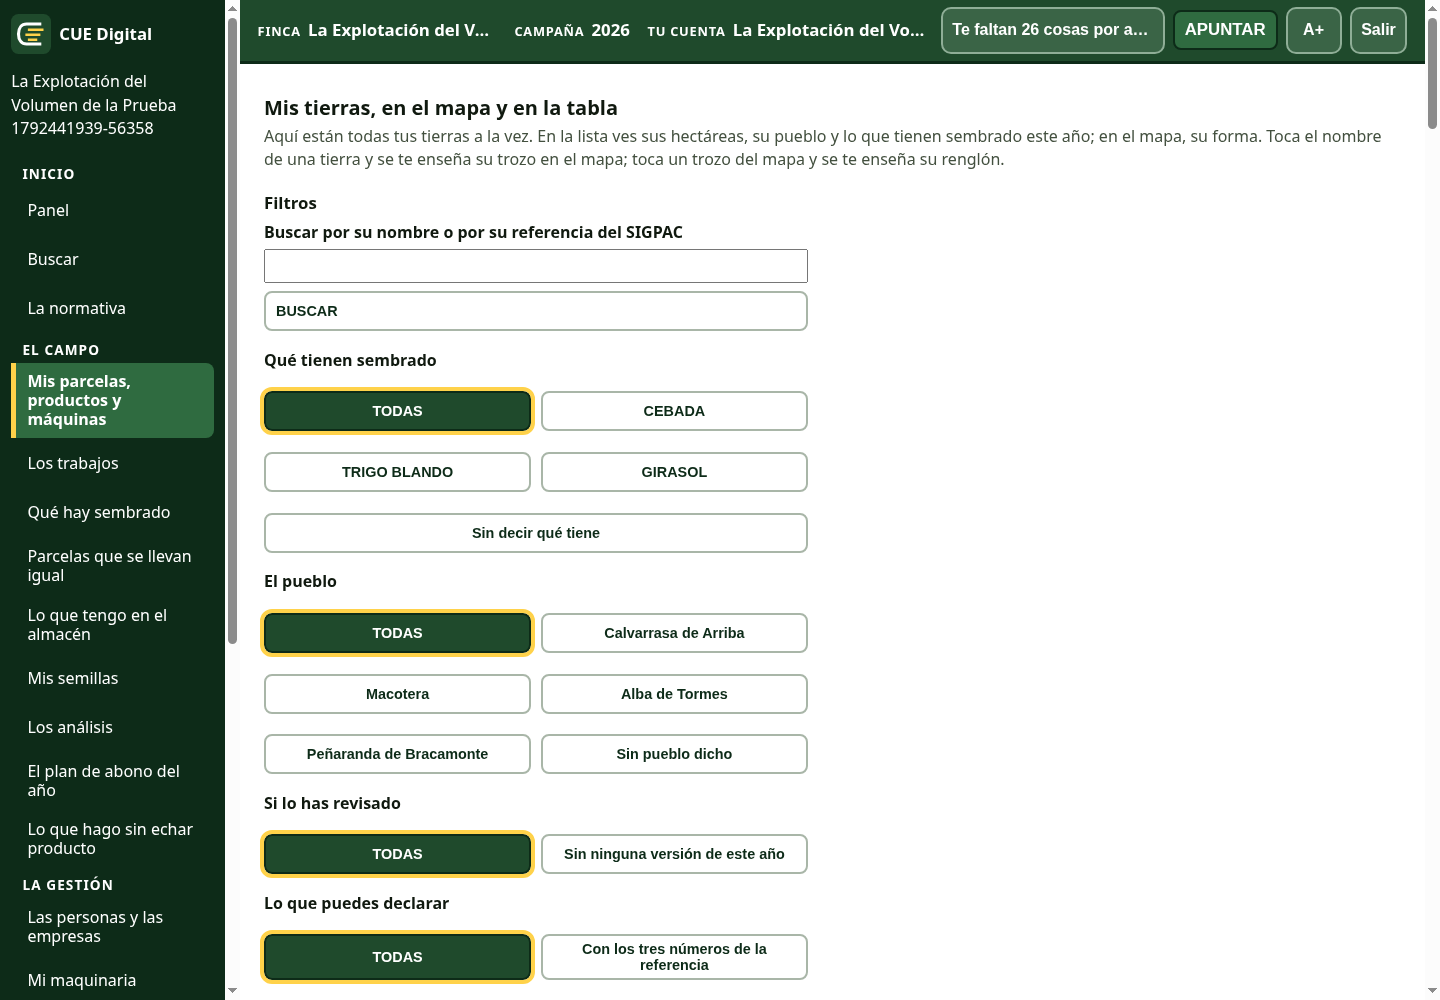 CUE Digital
La Explotación del
Volumen de la Prueba
1792441939-56358
INICIO
Panel
Buscar
La normativa
EL CAMPO
Mis parcelas,
productos y
máquinas
Los trabajos
Qué hay sembrado
Parcelas que se llevan
igual
Lo que tengo en el
almacén
Mis semillas
Los análisis
El plan de abono del
año
Lo que hago sin echar
producto
LA GESTIÓN
Las personas y las
empresas
Mi maquinaria
FINCA La Explotación del V... CAMPAÑA 2026 TU CUENTA La Explotación del Vo... Te faltan 26 cosas por a... APUNTAR A+ Salir
Mis tierras, en el mapa y en la tabla
Aquí están todas tus tierras a la vez. En la lista ves sus hectáreas, su pueblo y lo que tienen sembrado este año; en el mapa, su forma. Toca el nombre
de una tierra y se te enseña su trozo en el mapa; toca un trozo del mapa y se te enseña su renglón.
Filtros
Buscar por su nombre o por su referencia del SIGPAC
BUSCAR
Qué tienen sembrado
TODAS CEBADA
TRIGO BLANDO GIRASOL
Sin decir qué tiene
El pueblo
TODAS Calvarrasa de Arriba
Macotera Alba de Tormes
Peñaranda de Bracamonte Sin pueblo dicho
Si lo has revisado
TODAS Sin ninguna versión de este año
Lo que puedes declarar
TODAS Con los tres números de la
referencia